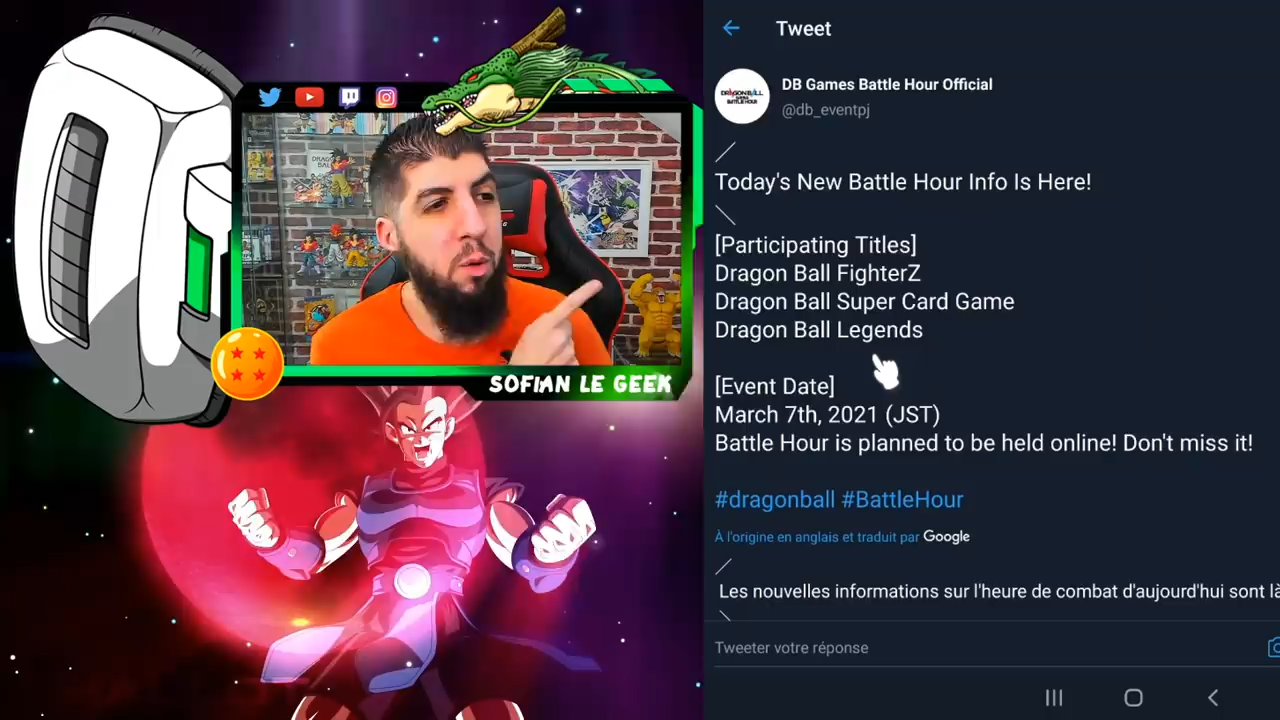 SOFIAN LE GEEK
Tweet
DB Games Battle Hour Official
@db_eventpj
Today's New Battle Hour Info Is Here!
[Participating Titles]
Dragon Ball FighterZ
Dragon Ball Super Card Game
Dragon Ball Legends
[Event Date]
March 7th, 2021 (JST)
Battle Hour is planned to be held online! Don't miss it!
#dragonball #BattleHour
À l'origine en anglais et traduit par Google
Les nouvelles informations sur l'heure de combat d'aujourd'hui sont là
Tweeter votre réponse